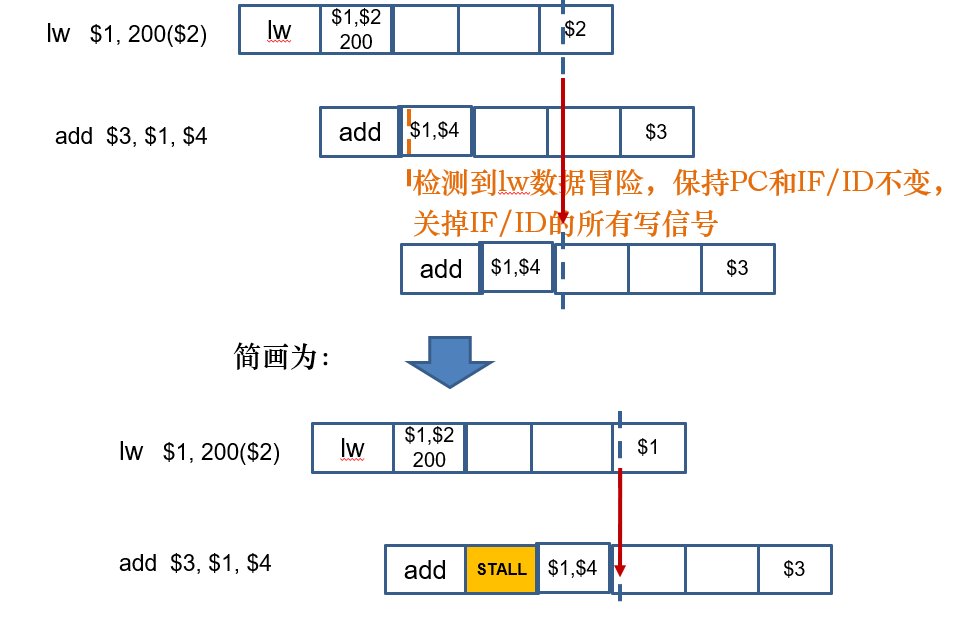 lw $1, 200($2)
lw
$1,$2
200
$2
add $3, $1, $4
add
$1,$4
$3
检测到lw数据冒险，保持PC和IF/ID不变，
关掉IF/ID的所有写信号
add
$1,$4
$3
简画为：
lw $1, 200($2)
lw
$1,$2
200
$1
add $3, $1, $4
add
STALL
$1,$4
$3